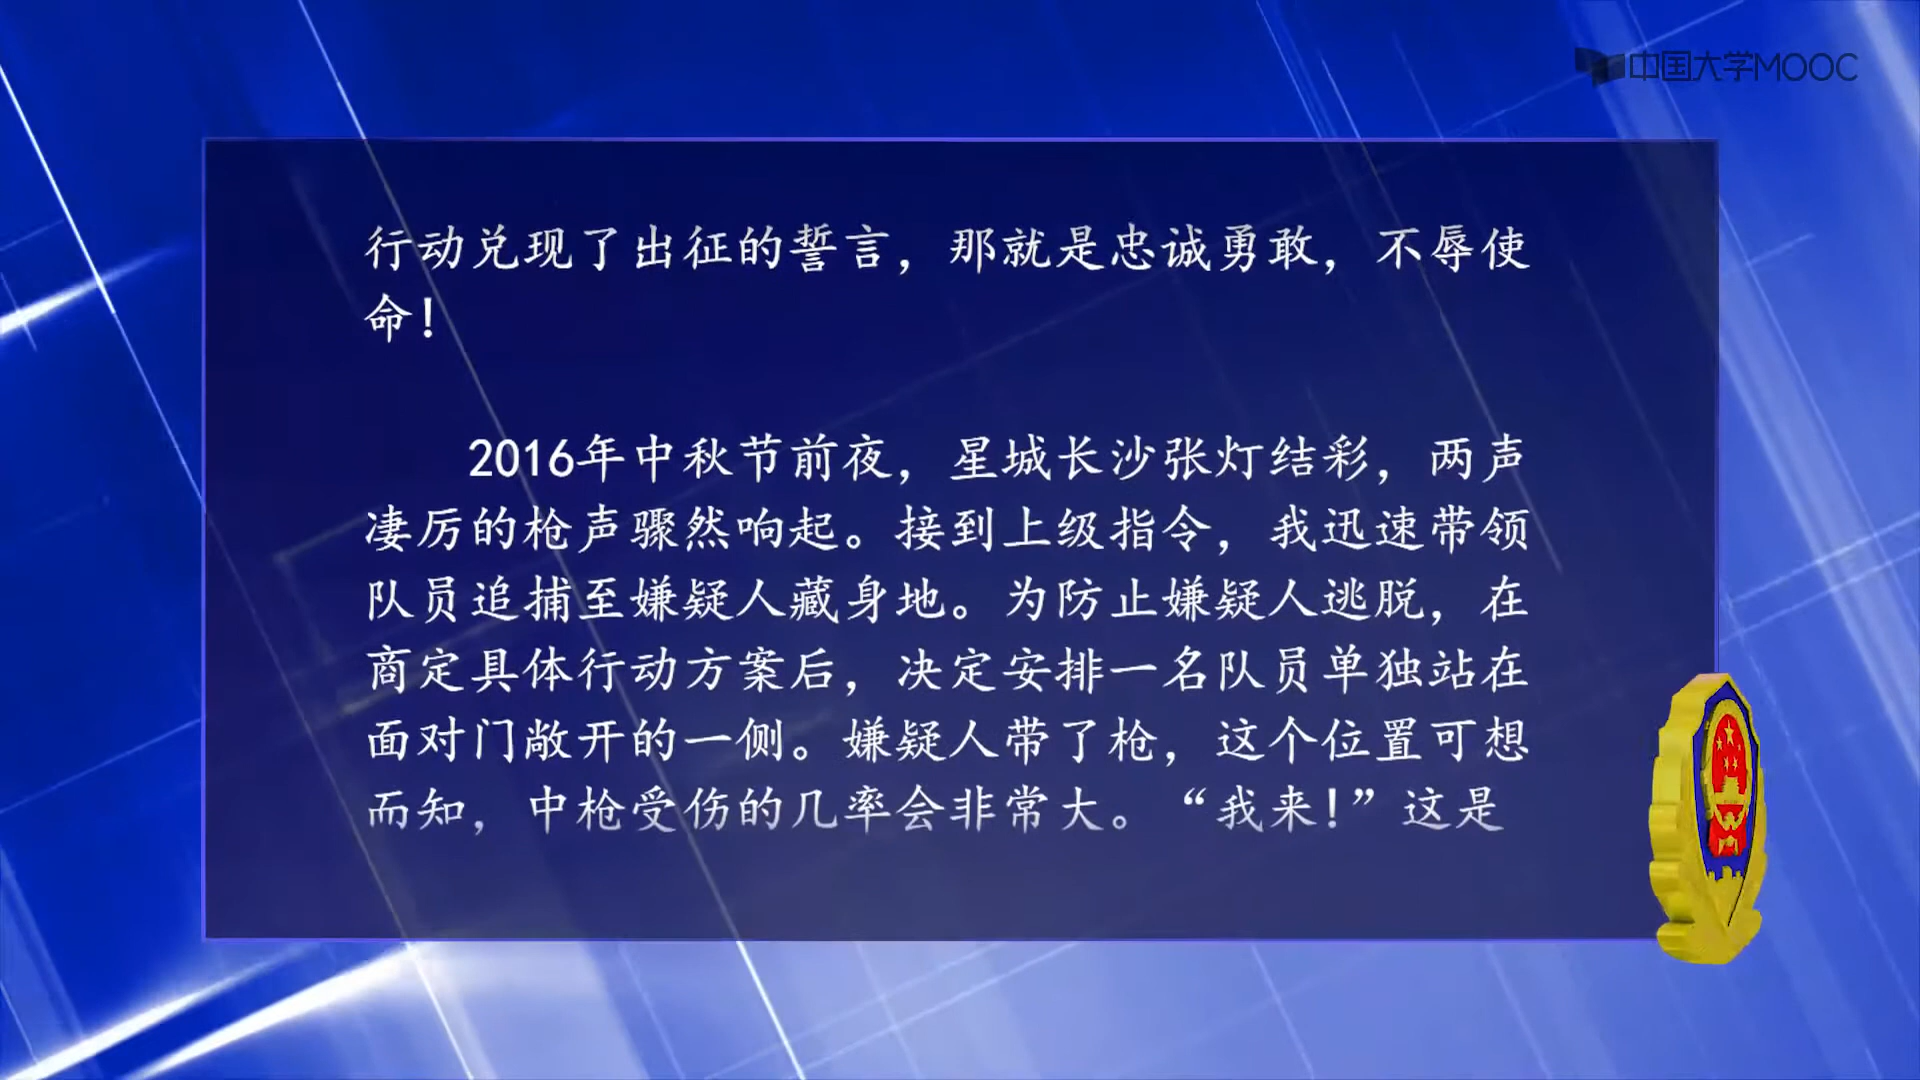 中国大学MOOC
行动兑现了出征的誓言，那就是忠诚勇敢，不辱使
命！
2016年中秋节前夜，星城长沙张灯结彩，两声
凄厉的枪声骤然响起。接到上级指令，我迅速带领
队员追捕至嫌疑人藏身地。为防止嫌疑人逃脱，在
商定具体行动方案后，决定安排一名队员单独站在
面对门敞开的一侧。嫌疑人带了枪，这个位置可想
而知，中枪受伤的几率会非常大。“我来！”这是